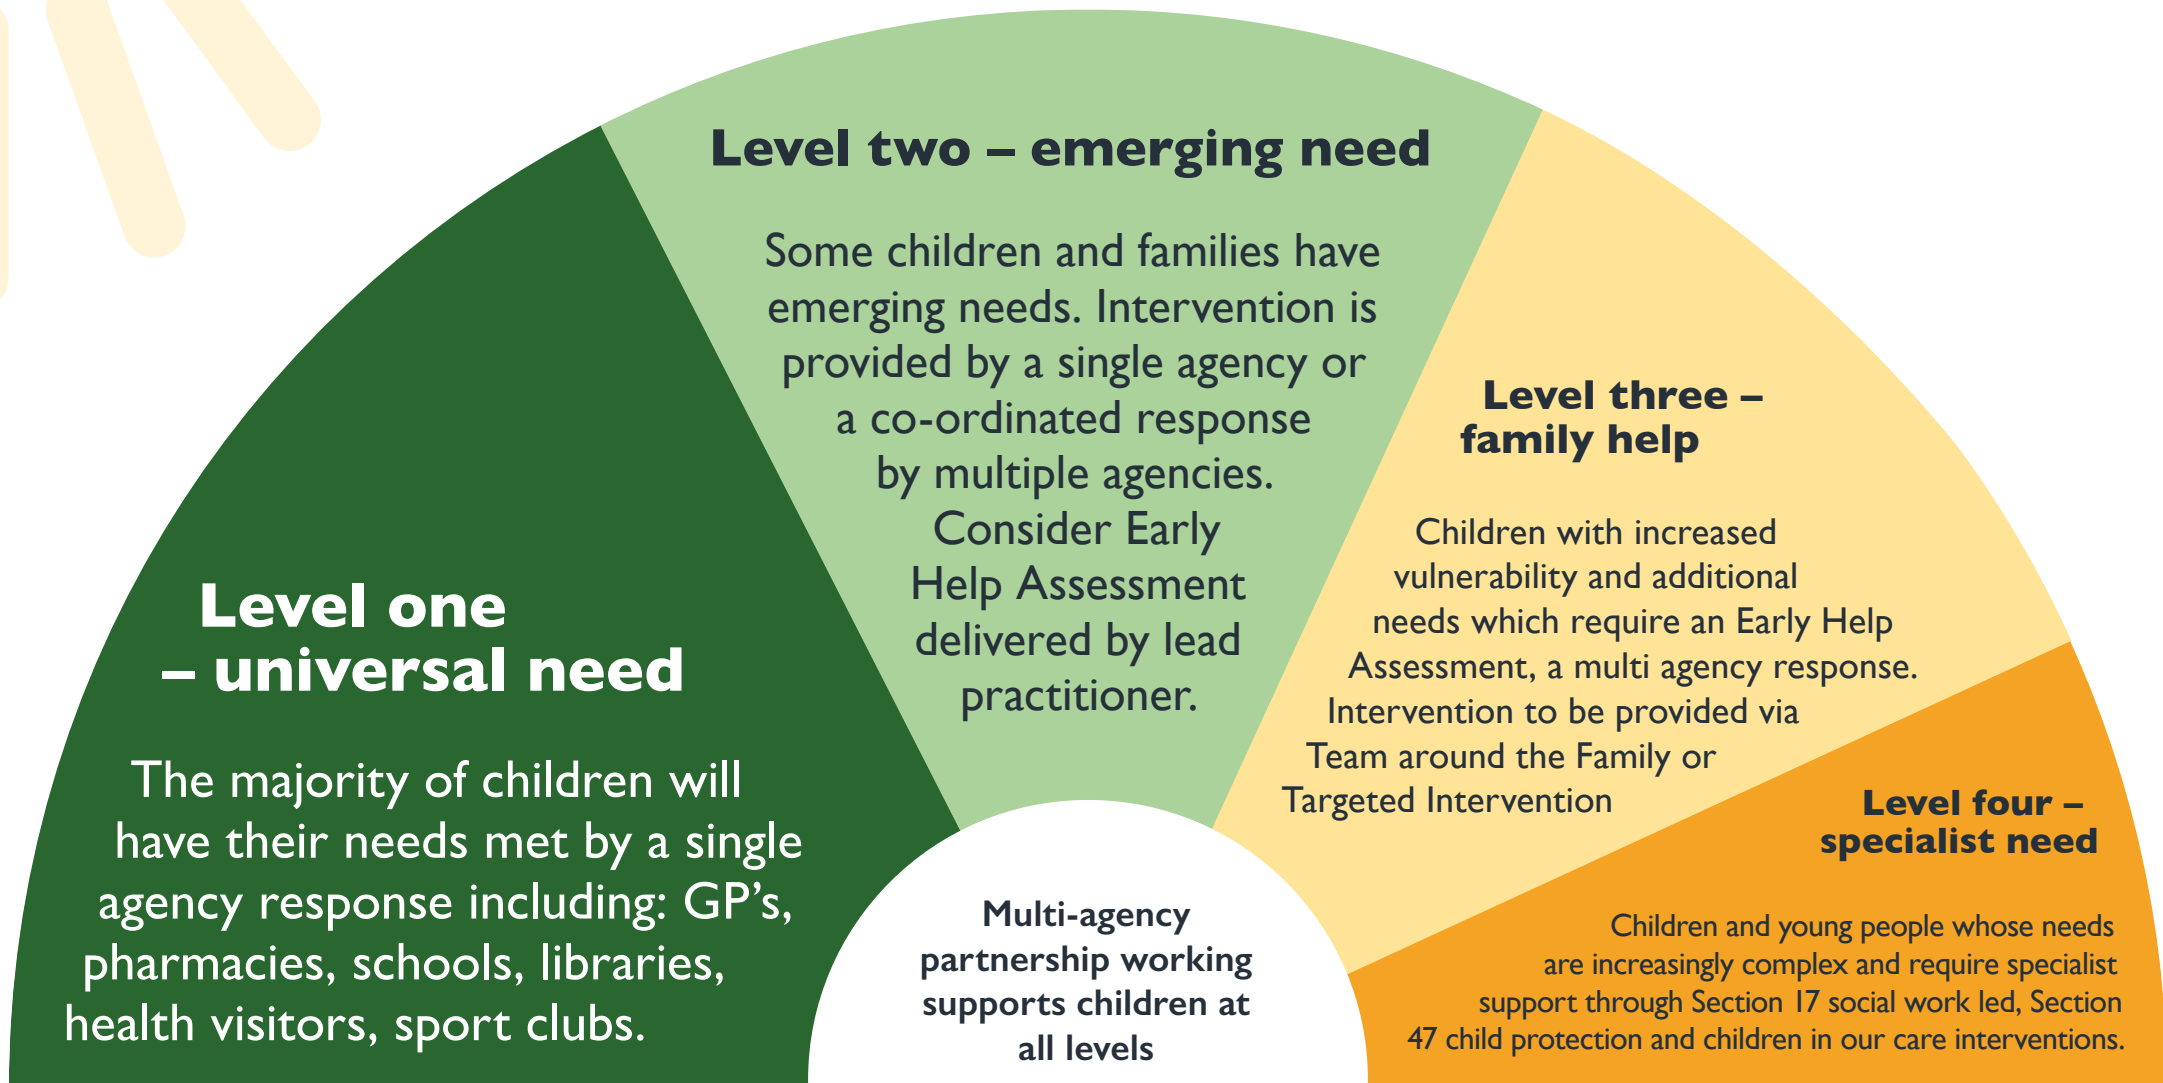 Level one
– universal need
The majority of children will
have their needs met by a single
agency response including: GP’s,
pharmacies, schools, libraries,
health visitors, sport clubs.
Level two – emerging need
Some children and families have
emerging needs. Intervention is
provided by a single agency or
a co-ordinated response
by multiple agencies.
Consider Early
Help Assessment
delivered by lead
practitioner.
Level three –
family help
Children with increased
vulnerability and additional
needs which require an Early Help
Assessment, a multi agency response.
Intervention to be provided via
Team around the Family or
Targeted Intervention
Level four –
specialist need
Children and young people whose needs
are increasingly complex and require specialist
support through Section 17 social work led, Section
47 child protection and children in our care interventions.
Multi-agency
partnership working
supports children at
all levels